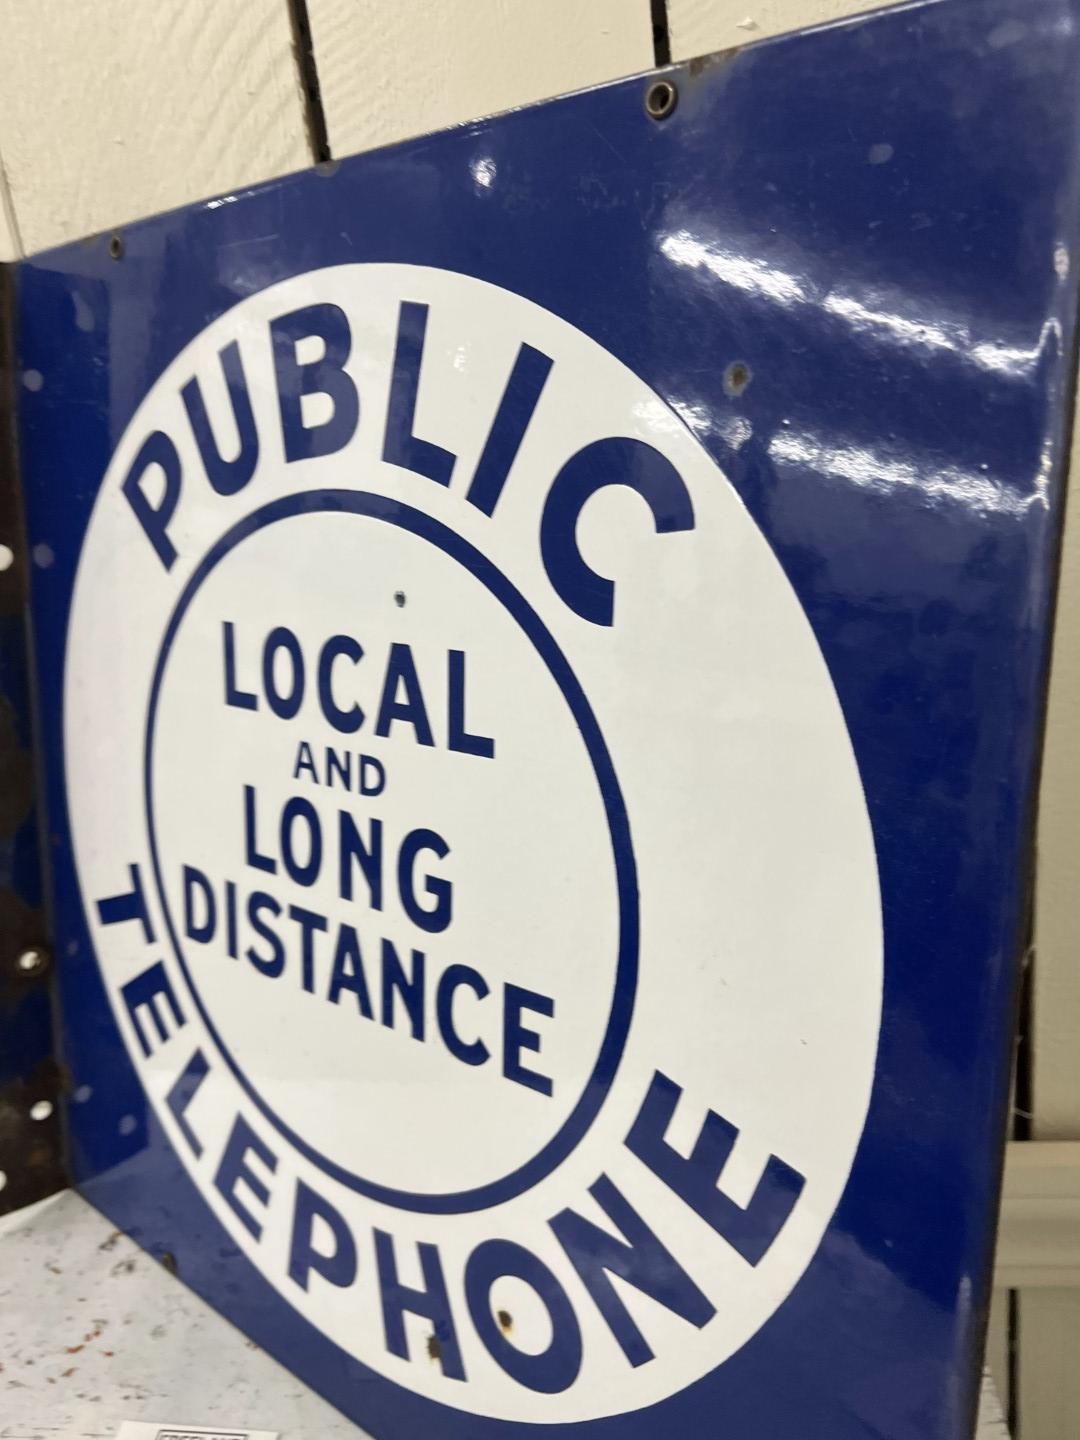 PUBLIC
LOCAL
AND
LONG
DISTANCE
TELEPHONE